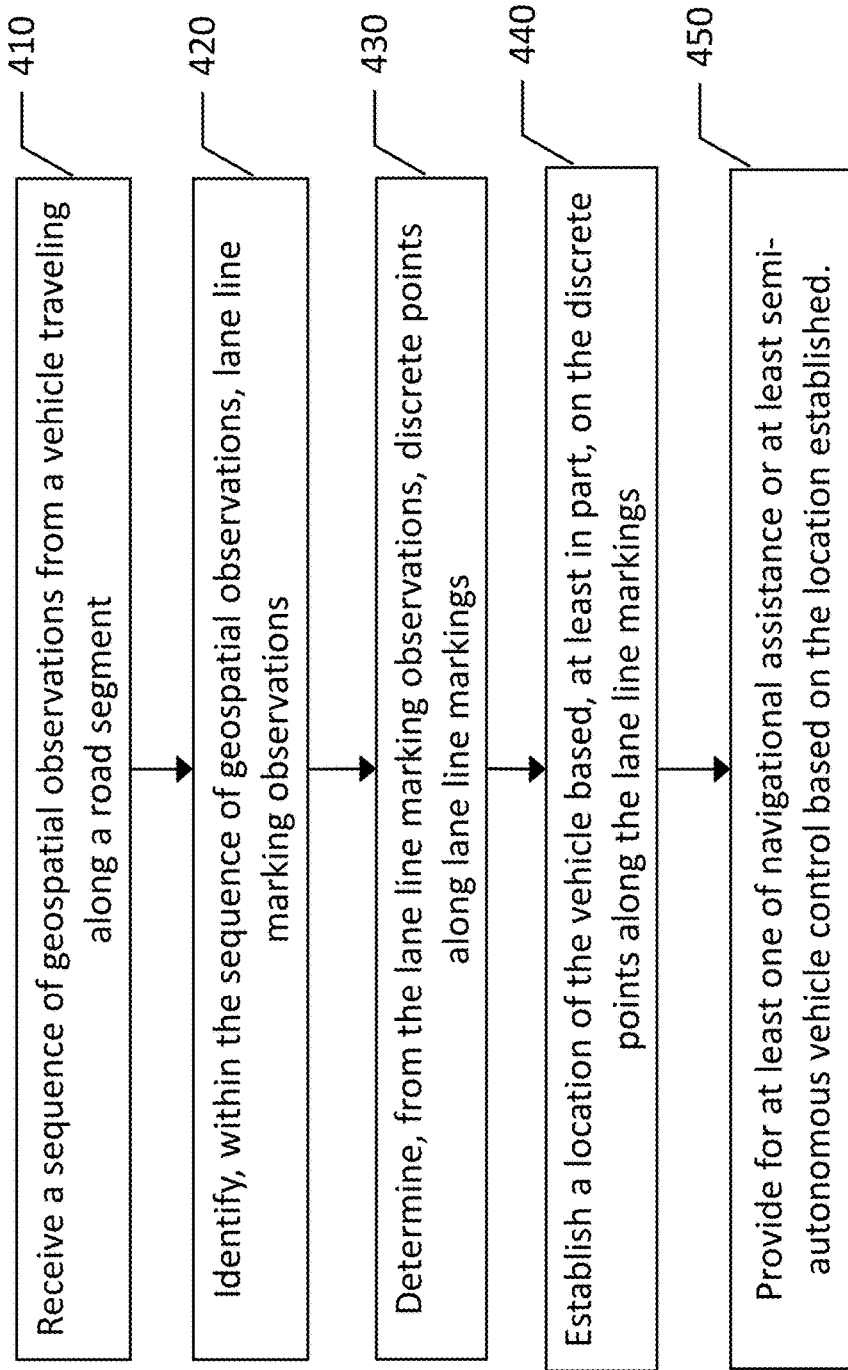 Receive a sequence of geospatial observations from a vehicle traveling
along a road segment
410
Identify, within the sequence of geospatial observations, lane line
marking observations
420
Determine, from the lane line marking observations, discrete points
along lane line markings
430
Establish a location of the vehicle based, at least in part, on the discrete
points along the lane line markings
440
Provide for at least one of navigational assistance or at least semi-
autonomous vehicle control based on the location established.
450